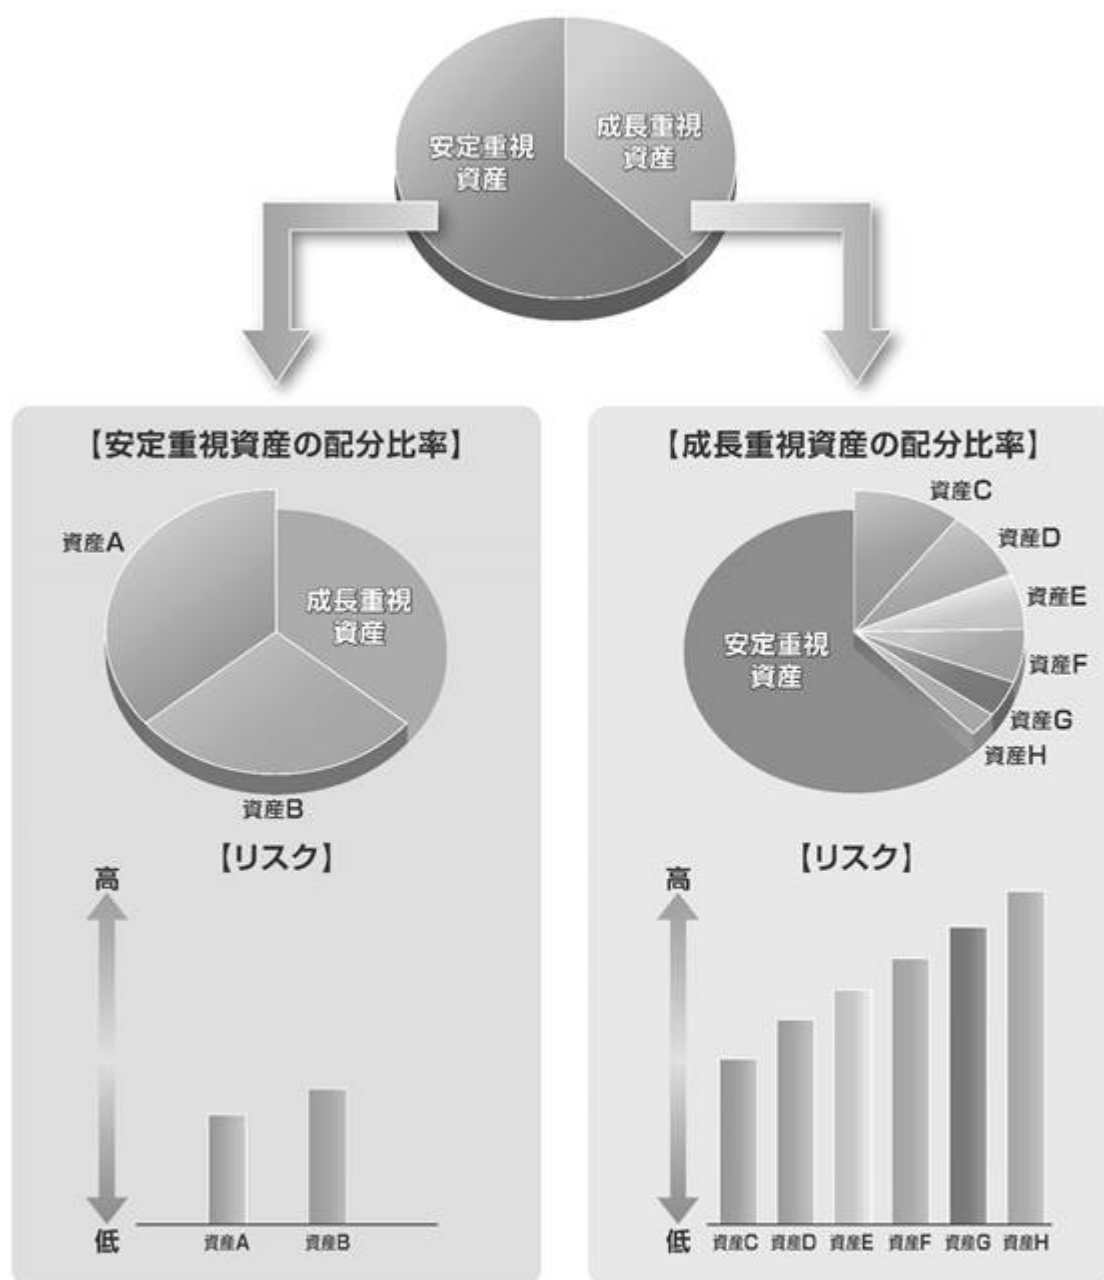 安定重視
資産
成長重視
資産
【安定重視資産の配分比率】
資産A
成長重視
資産
資産B
【リスク】
高
低
資産A
資産B
【成長重視資産の配分比率】
資産C
資産D
資産E
資産F
資産G
資産H
安定重視
資産
【リスク】
高
低
資産C
資産D
資産E
資産F
資産G
資産H